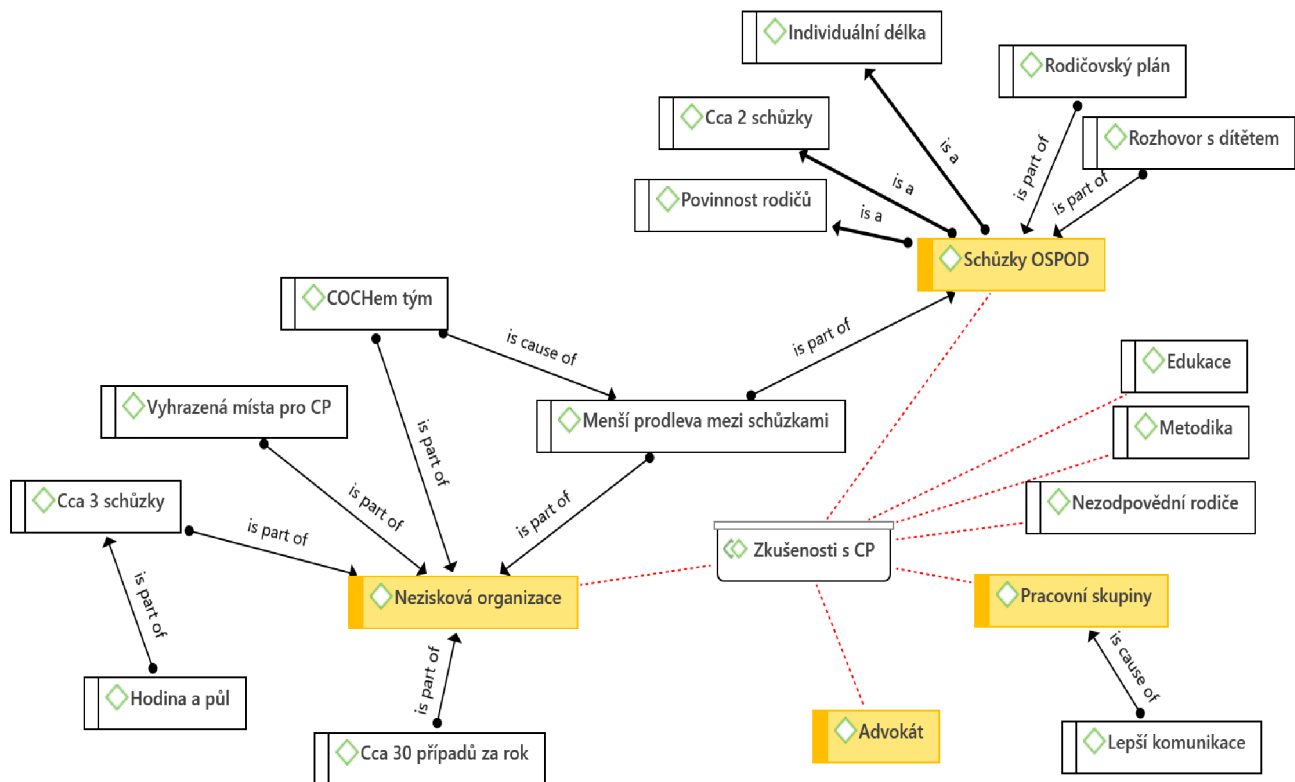 Individuální délka
Rodičovský plán
Cca 2 schůzky
Rozhovor s dítětem
is a
is part of
is a
is part of
Povinnost rodičů
is a
Schůzky OSPOD
COCHem tým
is cause of
is part of
Edukace
Vyhrazená místa pro CP
Menší prodleva mezi schůzkami
Metodika
is part of
Cca 3 schůzky
is part of
is part of
is part of
Nezodpovědní rodiče
Zkušenosti s CP
Nezisková organizace
Pracovní skupiny
is part of
is part of
is cause of
Hodina a půl
Advokát
Cca 30 případů za rok
Lepší komunikace